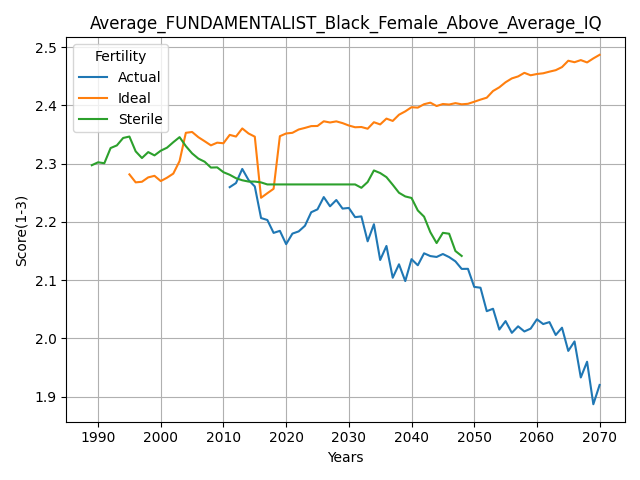 Average_FUNDAMENTALIST_Black_Female_Above_Average_IQ
Fertility
Actual
Ideal
Sterile
Score(1-3)
2.5
2.4
2.3
2.2
2.1
2.0
1.9
1990 2000 2010 2020 2030 2040 2050 2060 2070
Years